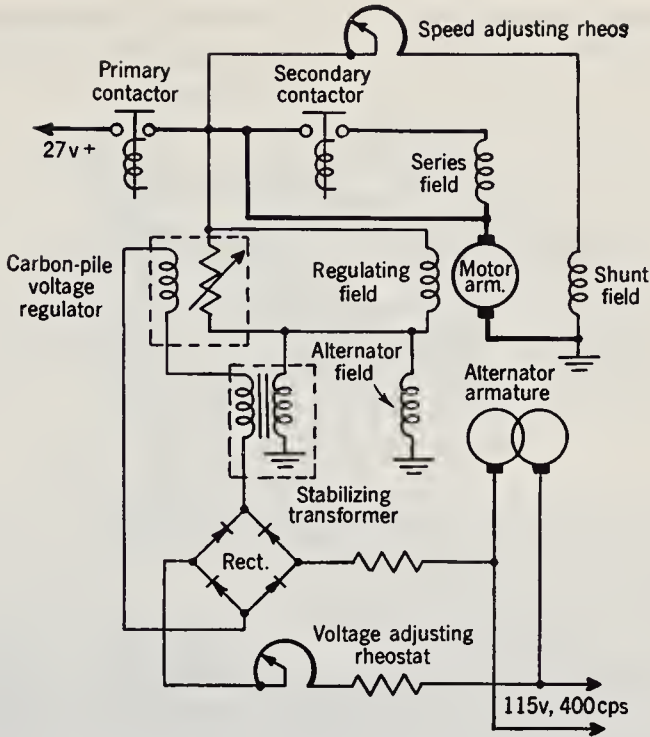 Speed adjusting rheos
Primary
contactor
Secondary
contactor
27v+
Series
field
Carbon-pile
voltage
regulator
Regulating
field
Motor
arm.
Shunt
field
Alternator
field
Alternator
armature
Stabilizing
transformer
Rect.
Voltage adjusting
rheostat
115v, 400cps